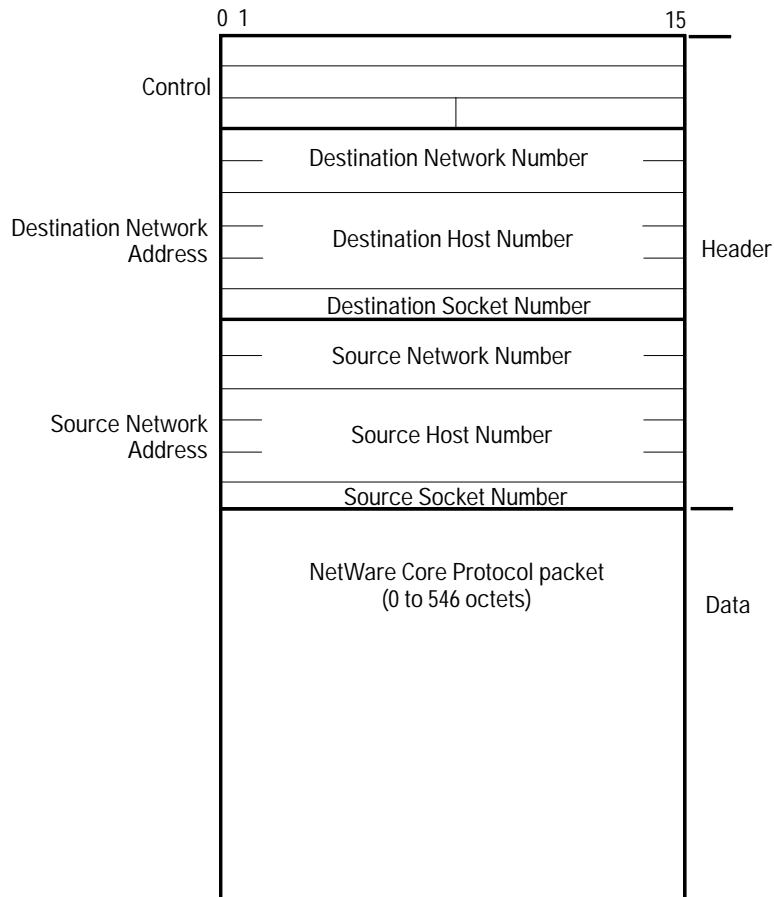 0 1 15
Control
Destination Network Number
Destination Network
Address
Destination Host Number
Header
Destination Socket Number
Source Network Number
Source Network
Address
Source Host Number
Source Socket Number
NetWare Core Protocol packet
(0 to 546 octets)
Data